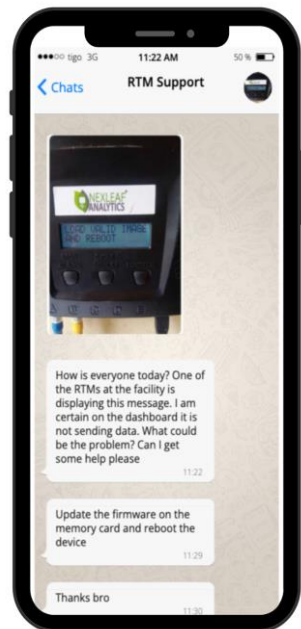 tigo 3G 11:22 AM 50 %
Chats RTM Support
NEXLEAF
ANALYTICS
LOAD VALID IMAGE
AND REBOOT
How is everyone today? One of
the RTMs at the facility is
displaying this message. I am
certain on the dashboard it is
not sending data. What could
be the problem? Can I get
some help please
11:22
Update the firmware on the
memory card and reboot the
device
11:29
Thanks bro
11:30